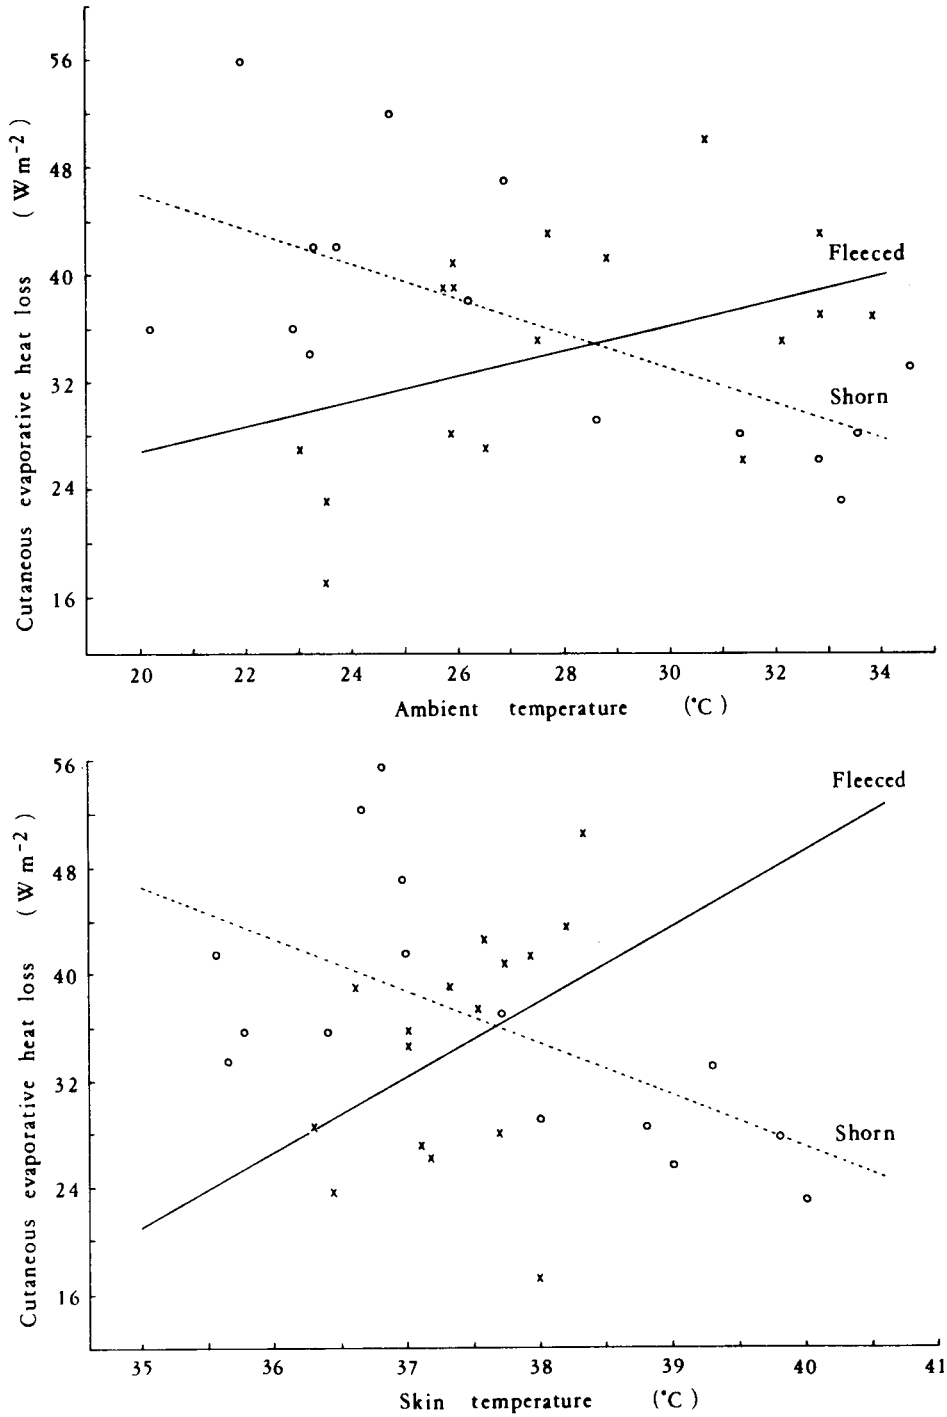 56
48
40
32
24
16
Cutaneous evaporative heat loss (W m⁻²)
Fleeced
Shorn
20 22 24 26 28 30 32 34
Ambient temperature (°C)
56
48
40
32
24
16
Cutaneous evaporative heat loss (W m⁻²)
Fleeced
Shorn
35 36 37 38 39 40 41
Skin temperature (°C)